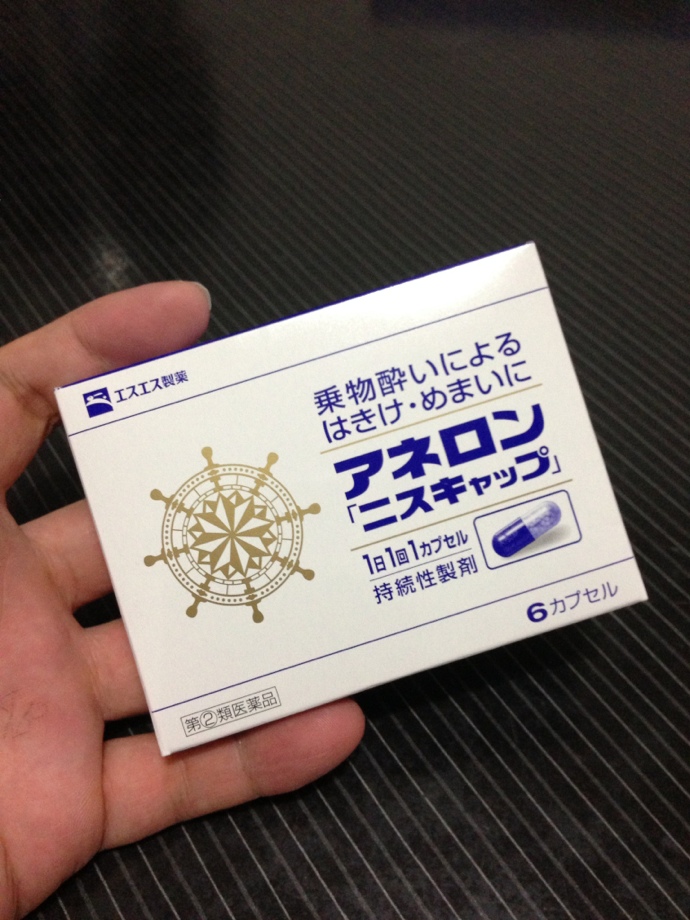 エスエス製薬
乗物酔いによる
はきけ・めまいに
アネロン
「ニスキャップ」
1日1回1カプセル
持続性製剤
6カプセル
第②類医薬品